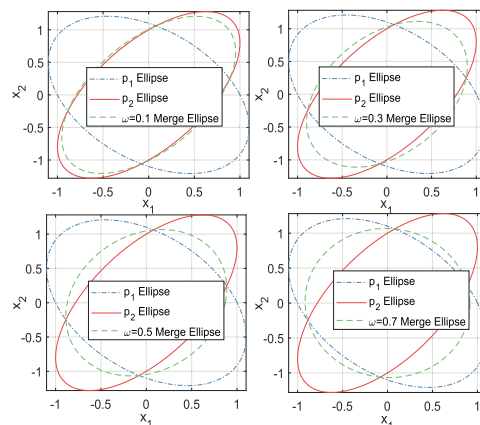 1
0.5
0
-0.5
-1
x2
p1 Ellipse
p2 Ellipse
ω=0.1 Merge Ellipse
-1 -0.5 0 0.5 1
x1
1
0.5
0
-0.5
-1
x2
p1 Ellipse
p2 Ellipse
ω=0.3 Merge Ellipse
-1 -0.5 0 0.5 1
x1
1
0.5
0
-0.5
-1
x2
p1 Ellipse
p2 Ellipse
ω=0.5 Merge Ellipse
-1 -0.5 0 0.5 1
x1
1
0.5
0
-0.5
-1
x2
p1 Ellipse
p2 Ellipse
ω=0.7 Merge Ellipse
-1 -0.5 0 0.5 1
x1